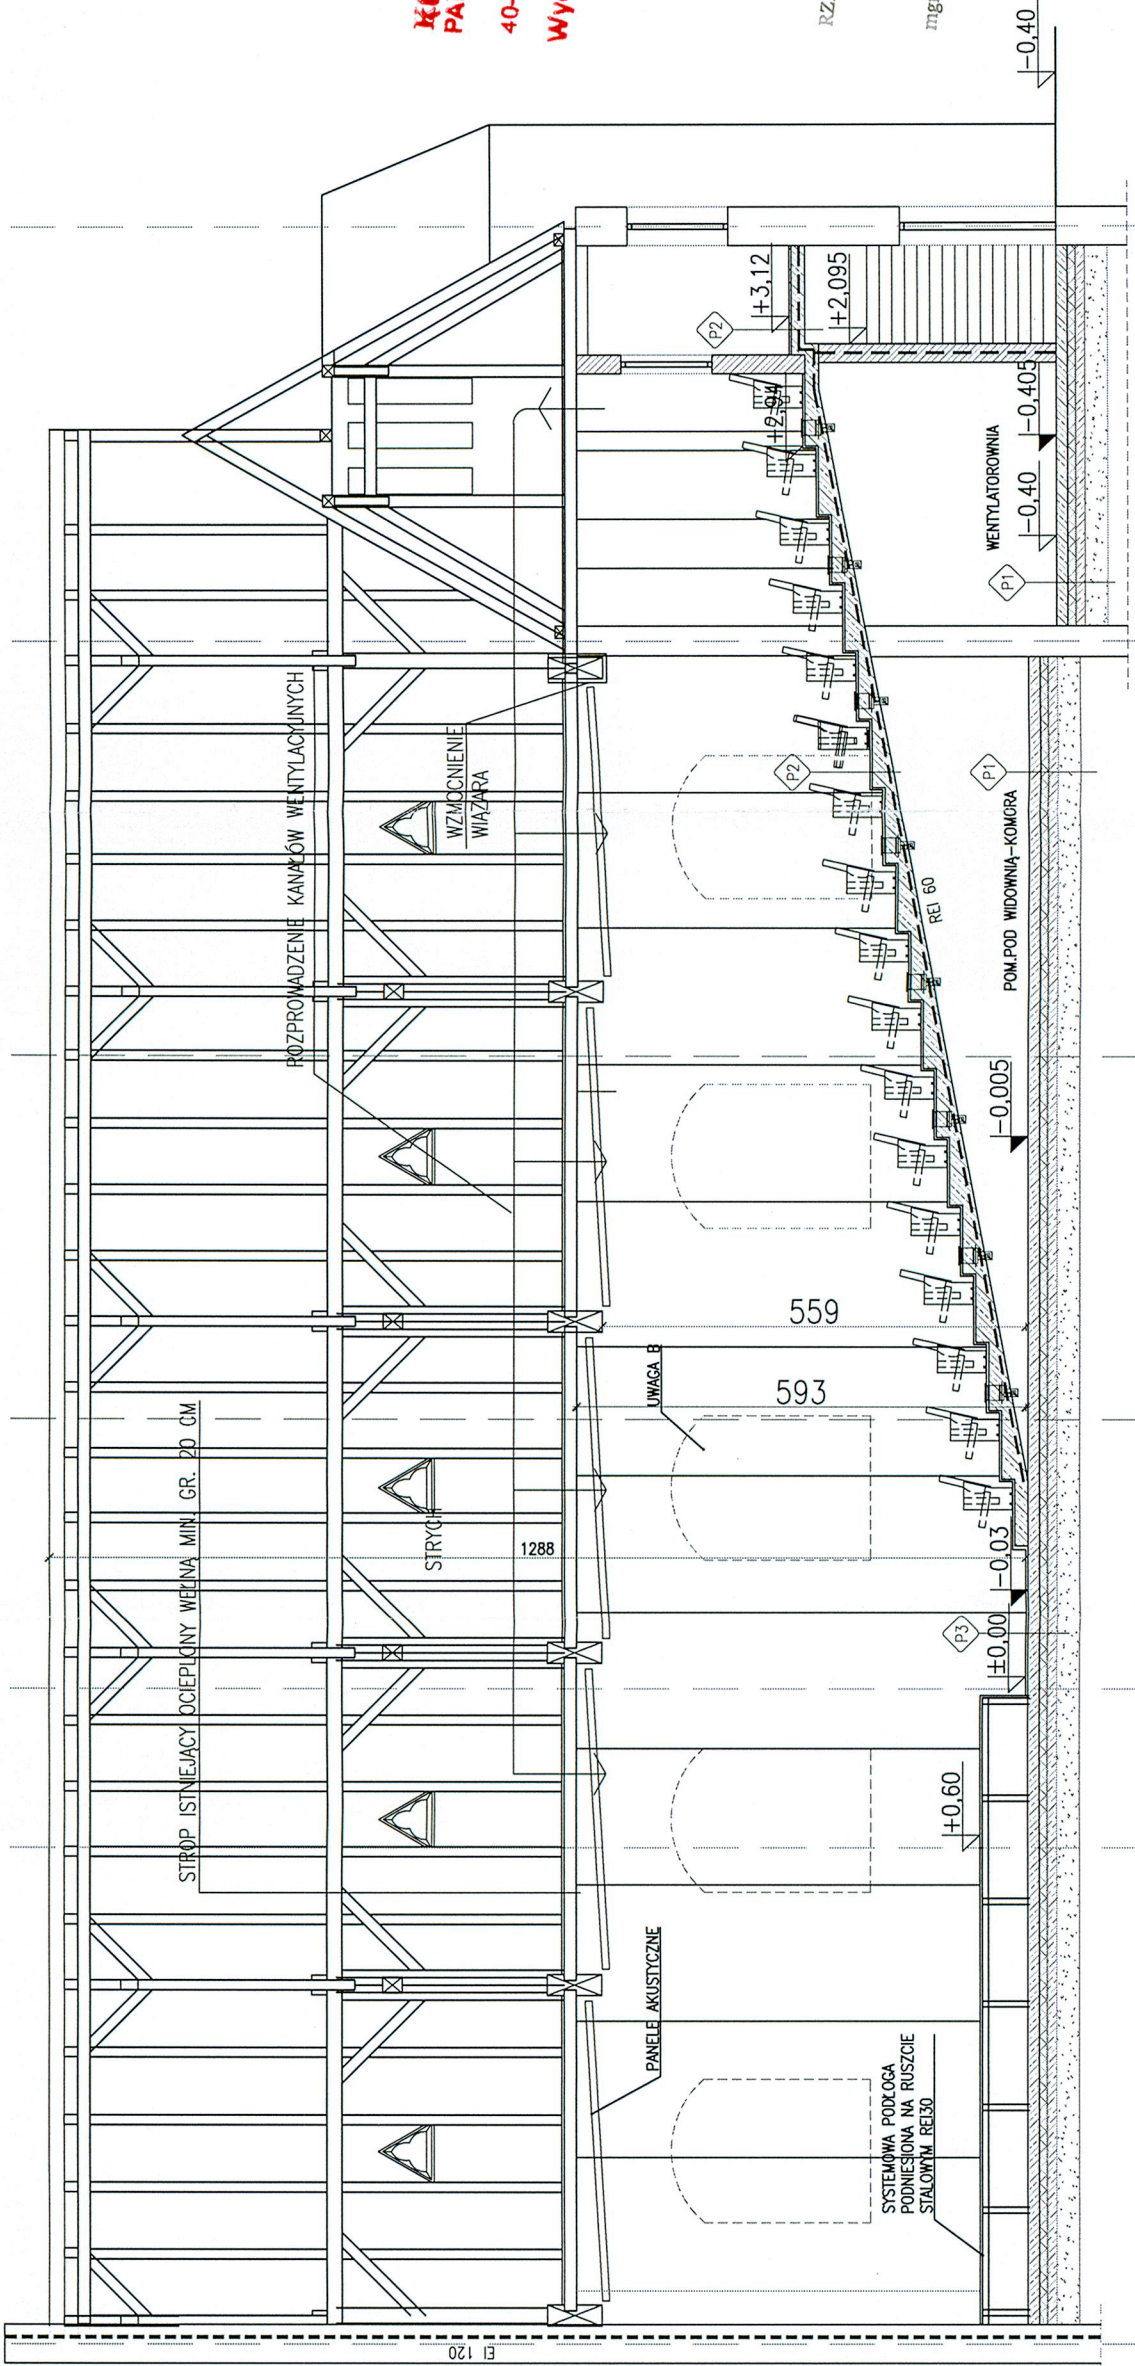 STROP ISTNIEJĄCY OCIEPLONY WEŁNĄ MIN. GR. 20 CM
ROZPROWADZENIE KANAŁÓW WENTYLACYJNYCH
STRYCH
WZMOCNIENIE
WIĄZARA
1288
UWAGA B
PANELE AKUSTYCZNE
559
593
SYSTEMOWA PODŁOGA
PODNIESIONA NA RUSZCIE
STALOWYM REI30
EI 120
+0,60
P3
±0,00
-0,03
-0,005
REI 60
P2
P1
POM.POD WIDOWNIĄ-KOMORA
P2
+3,12
+2,095
+2,94
WENTYLATOROWNIA
P1
-0,40
-0,405
-0,40
PA
40-
Wyd
RZ
mgr